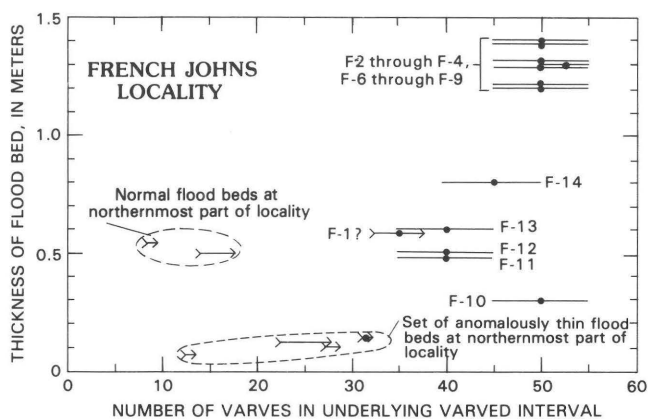 1.5
1.0
0.5
0
THICKNESS OF FLOOD BED, IN METERS
FRENCH JOHNS
LOCALITY
F2 through F-4,
F-6 through F-9
Normal flood beds at
northernmost part of locality
F-14
F-1?
F-13
F-12
F-11
F-10
Set of anomalously thin flood
beds at northernmost part of
locality
0 10 20 30 40 50 60
NUMBER OF VARVES IN UNDERLYING VARVED INTERVAL